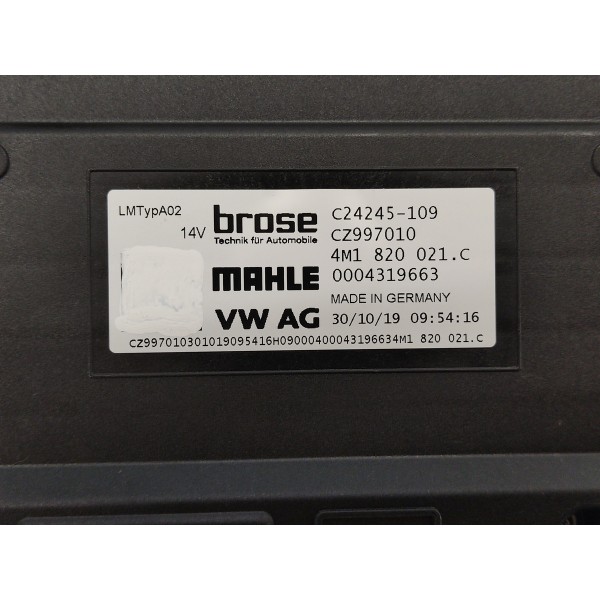 LMTypA02
14V
brose
Technik für Automobile
MAHLE
VW AG
C24245-109
CZ997010
4M1 820 021.C
0004319663
MADE IN GERMANY
30/10/19 09:54:16
CZ997010301019095416H09000400043196634M1 820 021.C